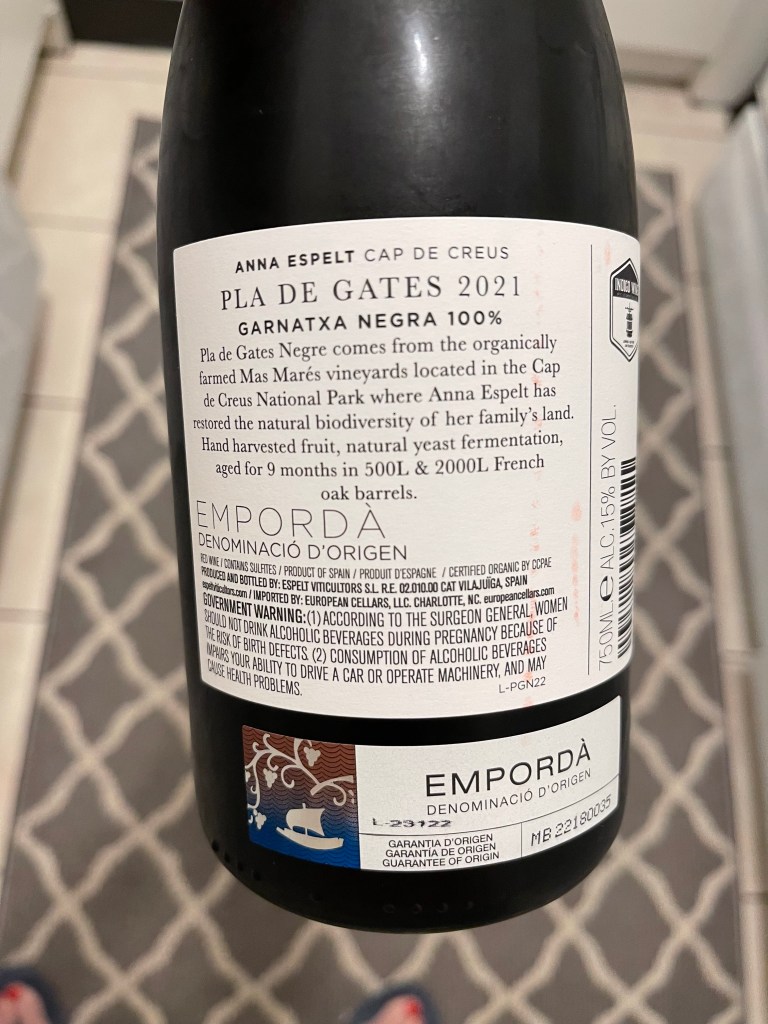 ANNA ESPELT CAP DE CREUS
PLA DE GATES 2021
GARNATXA NEGRA 100%
Pla de Gates Negre comes from the organically
farmed Mas Marés vineyards located in the Cap
de Creus National Park where Anna Espelt has
restored the natural biodiversity of her family's land.
Hand harvested fruit, natural yeast fermentation,
aged for 9 months in 500L & 2000L French
oak barrels.
EMPORDÀ
DENOMINACIÓ D'ORIGEN
RED WINE / CONTAINS SULFITES / PRODUCT OF SPAIN / PRODUIT D'ESPAGNE / CERTIFIED ORGANIC BY CCPAE
PRODUCED AND BOTTLED BY: ESPELT VITICULTORS S.L. R.E. 02.010.00 CAT VILAJUÏGA, SPAIN
espeltviticultors.com / IMPORTED BY: EUROPEAN CELLARS, LLC. CHARLOTTE, NC. europeancellars.com
GOVERNMENT WARNING: (1) ACCORDING TO THE SURGEON GENERAL, WOMEN
SHOULD NOT DRINK ALCOHOLIC BEVERAGES DURING PREGNANCY BECAUSE OF
THE RISK OF BIRTH DEFECTS. (2) CONSUMPTION OF ALCOHOLIC BEVERAGES
IMPAIRS YOUR ABILITY TO DRIVE A CAR OR OPERATE MACHINERY, AND MAY
CAUSE HEALTH PROBLEMS.
L-PGN22
INDIGO
750ML e ALC.15% BY VOL.
EMPORDÀ
DENOMINACIÓ D'ORIGEN
L-23122
GARANTIA D'ORIGEN
GARANTÍA DE ORIGEN
GUARANTEE OF ORIGIN
MB 22180035